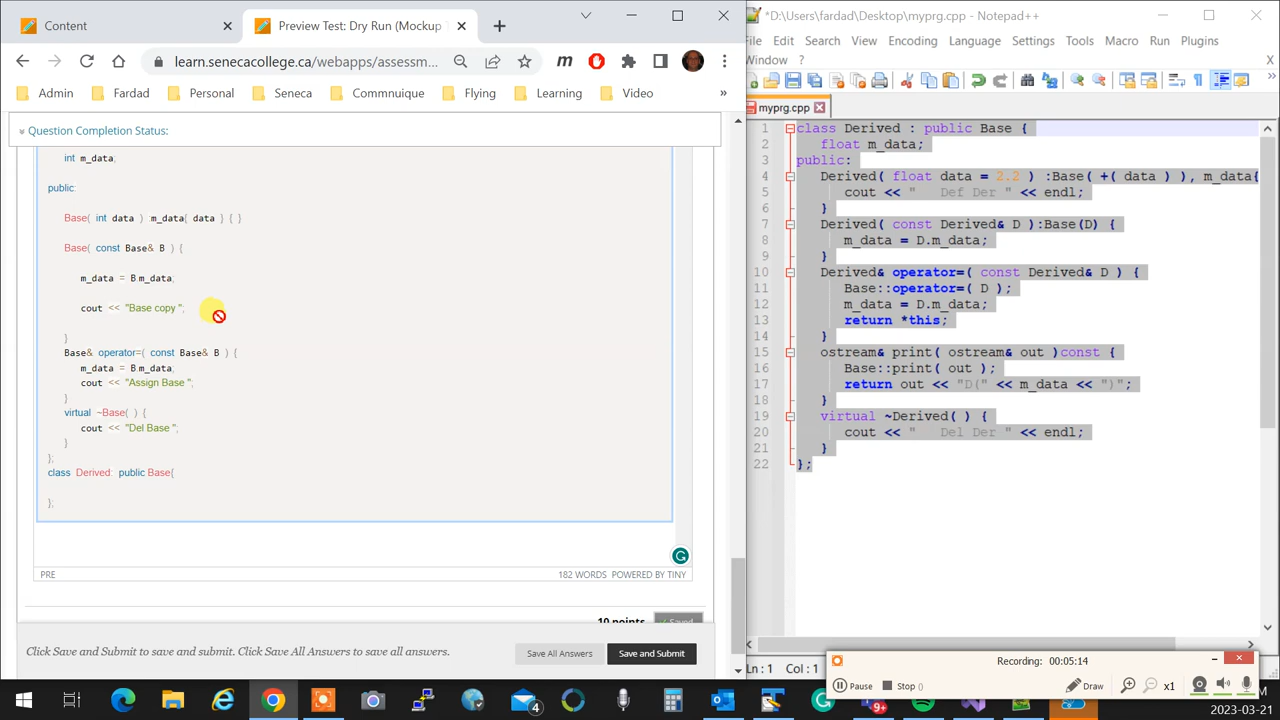 Content
Preview Test: Dry Run (Mockup T
learn.senecacollege.ca/webapps/assessm...
Personal
Seneca
Commnuique
Flying
Learning
Video
Question Completion Status:
int m_data;
public:
Base( int data ) : m_data{ data } { }
Base( const Base& B ) {
m_data = B.m_data;
cout << "Base copy ";
}
Base& operator=( const Base& B ) {
m_data = B.m_data;
cout << "Assign Base ";
}
virtual ~Base( ) {
cout << "Del Base ";
}
};
class Derived: public Base{
};
PRE
182 WORDS POWERED BY TINY
10 points
Saved
Click Save and Submit to save and submit. Click Save All Answers to save all answers.
Save All Answers
Save and Submit
*D:\Users\fardad\Desktop\myprg.cpp - Notepad++
File Edit Search View Encoding Language Settings Tools Macro Run Plugins
Window ?
myprg.cpp
1 class Derived : public Base {
2 float m_data;
3 public:
4 Derived( float data = 2.2 ) :Base( +( data ) ), m_data{
5 cout << " Def Der " << endl;
6 }
7 Derived( const Derived& D ):Base(D) {
8 m_data = D.m_data;
9 }
10 Derived& operator=( const Derived& D ) {
11 Base::operator=( D );
12 m_data = D.m_data;
13 return *this;
14 }
15 ostream& print( ostream& out )const {
16 Base::print( out );
17 return out << "D(" << m_data << ")";
18 }
19 virtual ~Derived( ) {
20 cout << " Del Der " << endl;
21 }
22 };
Ln : 1 Col : 1
Recording: 00:05:14
Pause
Stop ()
Draw
x1
2023-03-21